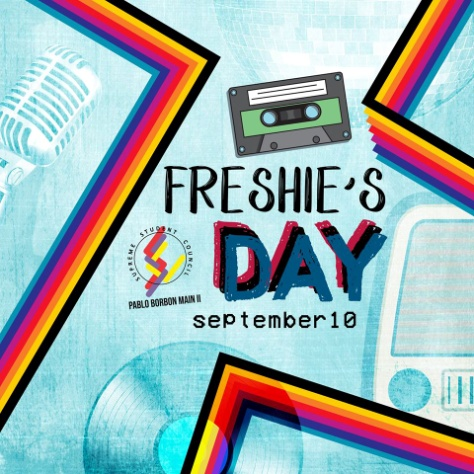 FRESHIE'S
DAY
SUPREME STUDENT COUNCIL
PABLO BORBON MAIN II
september10